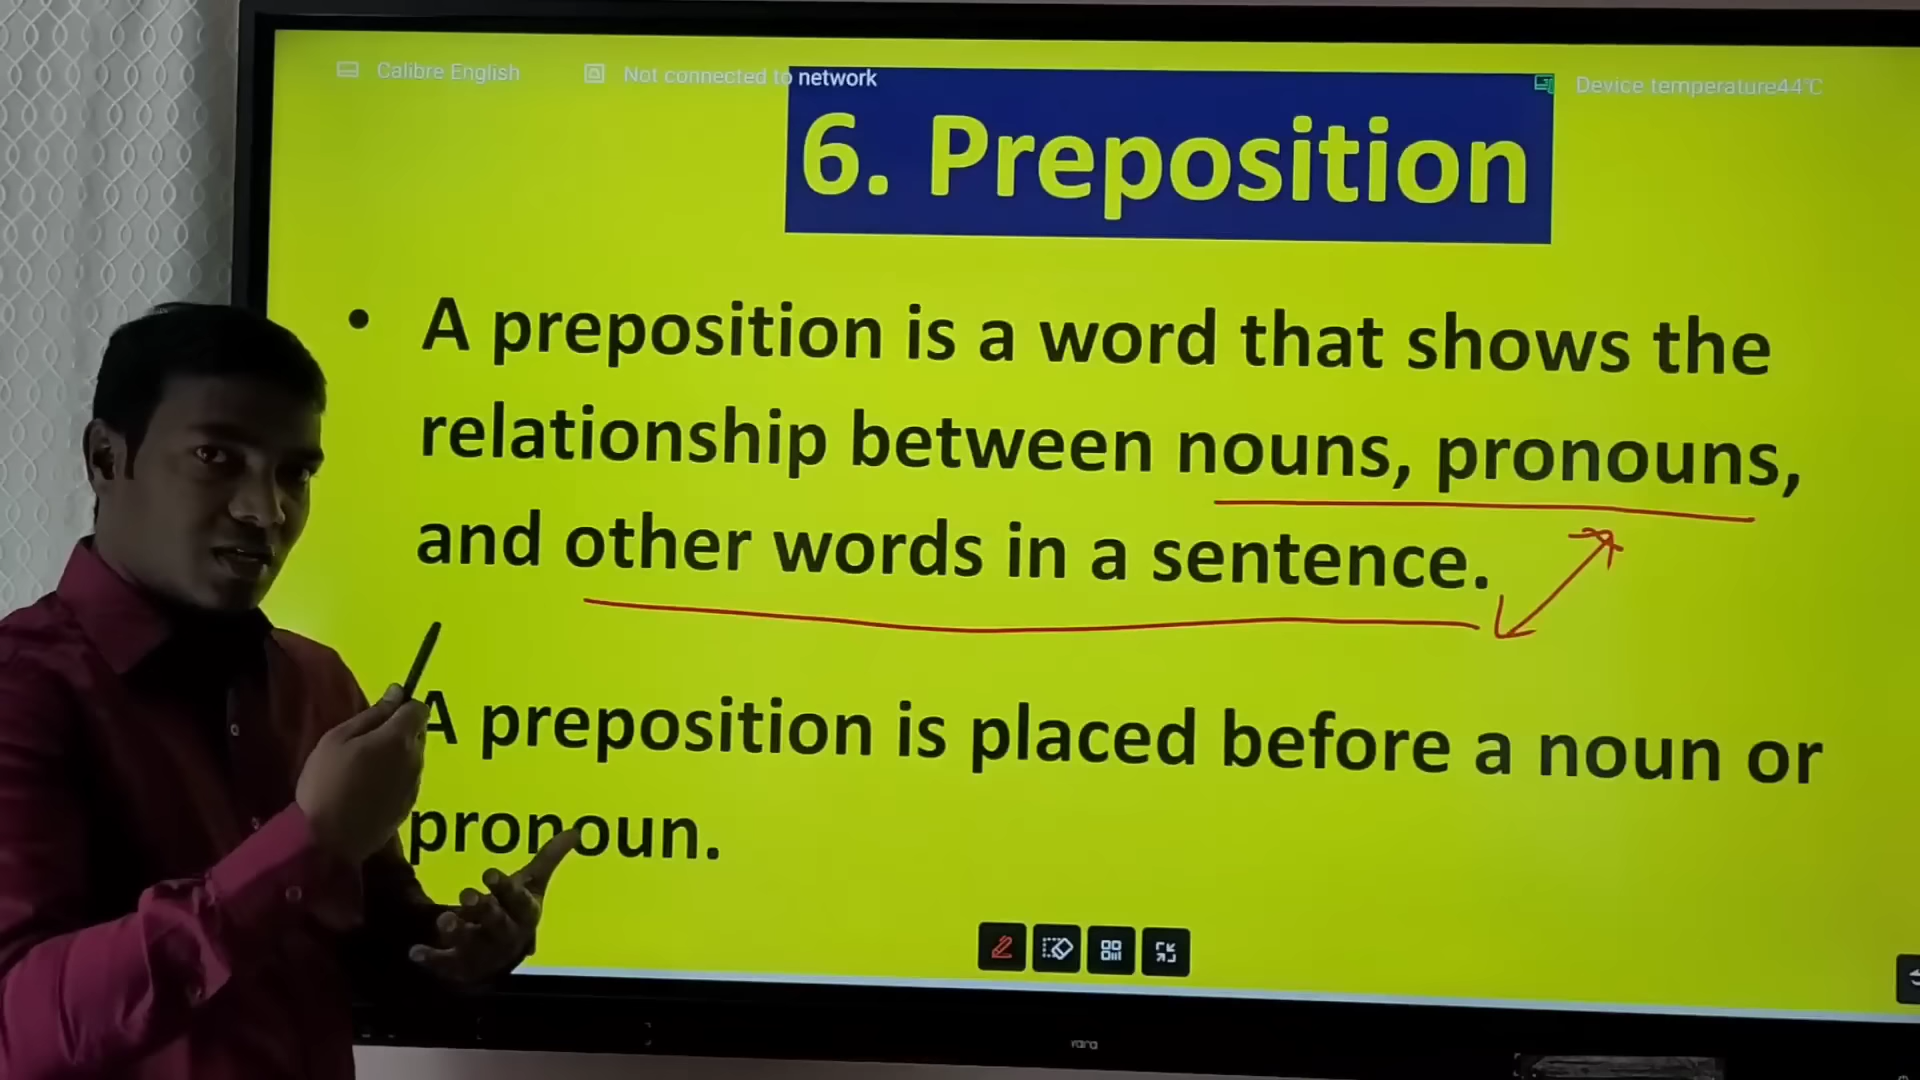 Calibre English
Not connected to network
Device temperature44℃
6. Preposition
• A preposition is a word that shows the
relationship between nouns, pronouns,
and other words in a sentence.
A preposition is placed before a noun or
pronoun.